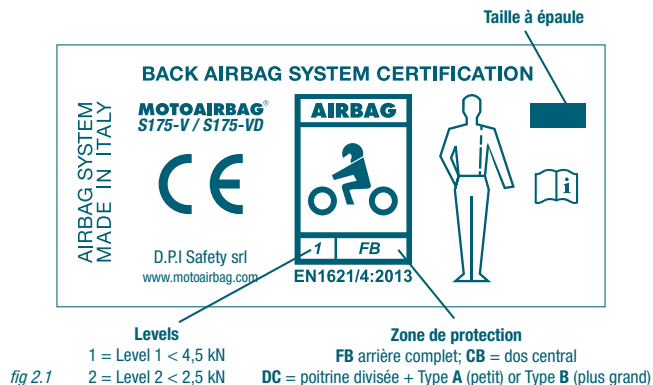 Taille à épaule
BACK AIRBAG SYSTEM CERTIFICATION
AIRBAG SYSTEM
MADE IN ITALY
MOTOAIRBAG®
S175-V / S175-VD
CE
D.P.I Safety srl
www.motoairbag.com
AIRBAG
1 FB
EN1621/4:2013
i
Levels
1 = Level 1 < 4,5 kN
2 = Level 2 < 2,5 kN
Zone de protection
FB arrière complet; CB = dos central
DC = poitrine divisée + Type A (petit) or Type B (plus grand)
fig 2.1